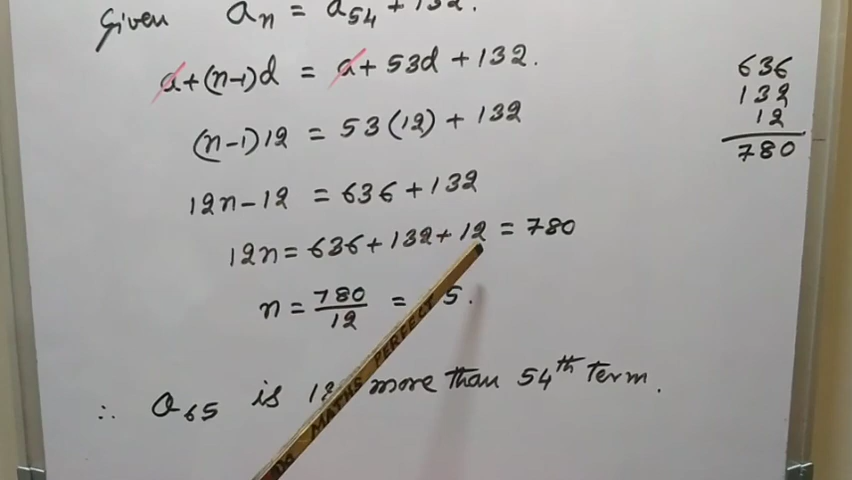 Given an = a54 + 132.
a + (n-1)d = a + 53d + 132.
(n-1)12 = 53(12) + 132
12n - 12 = 636 + 132
12n = 636 + 132 + 12 = 780
n = 780/12 = 5.
∴ a65 is more than 54th term.
636
132
12
780
MATHS PERFECT